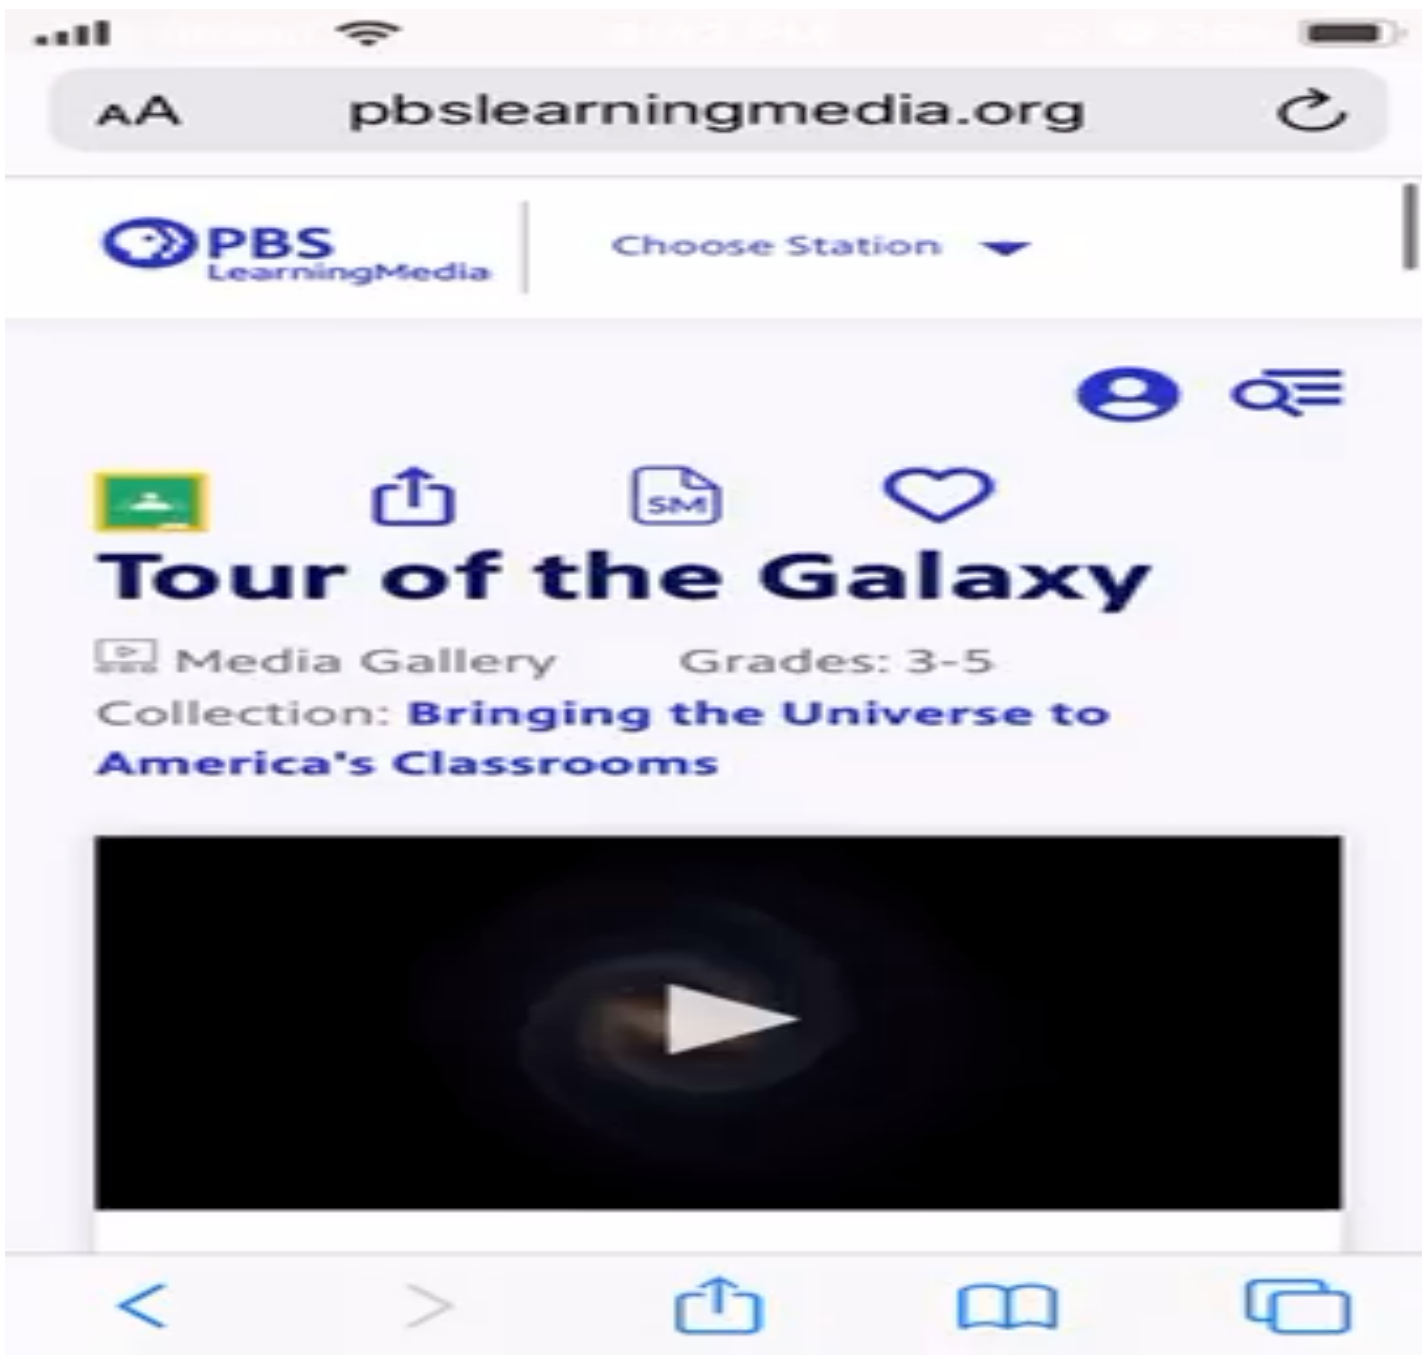 AA pbslearningmedia.org
PBS
LearningMedia
Choose Station
SM
Tour of the Galaxy
Media Gallery Grades: 3-5
Collection: Bringing the Universe to
America's Classrooms